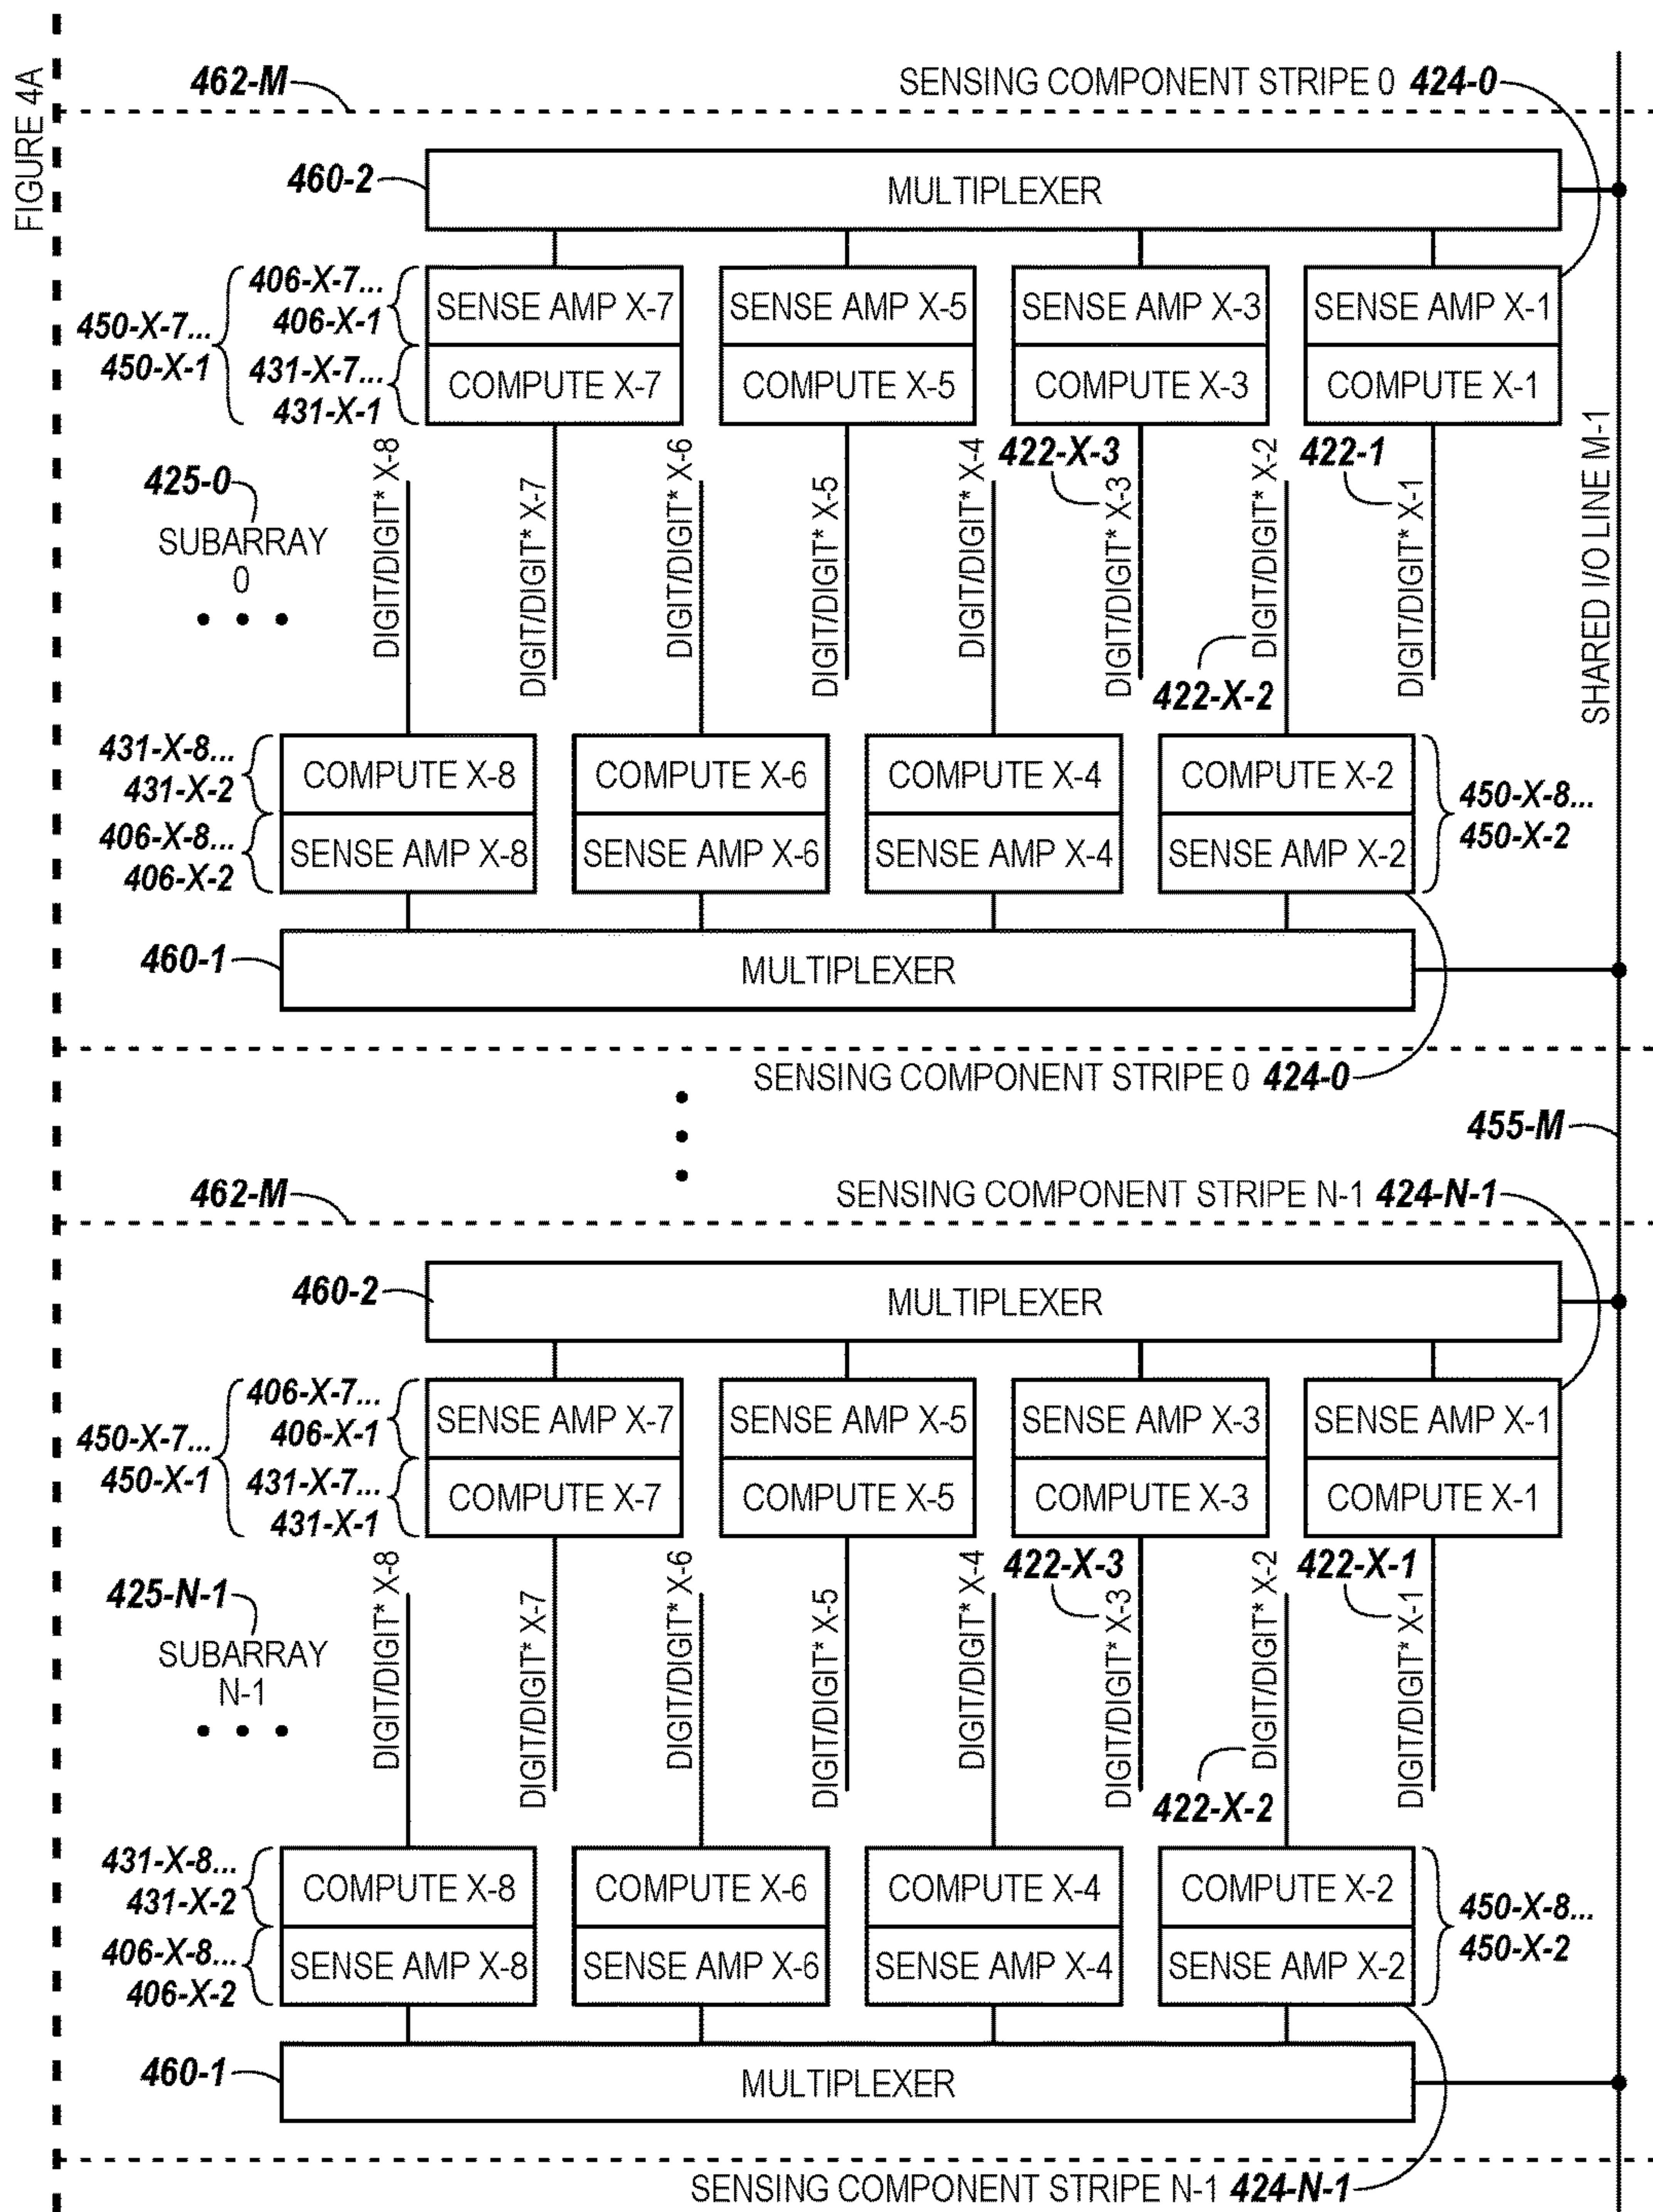 FIGURE 4A
462-M
SENSING COMPONENT STRIPE 0 424-0
460-2
MULTIPLEXER
450-X-7...
450-X-1
406-X-7...
406-X-1
431-X-7...
431-X-1
SENSE AMP X-7
COMPUTE X-7
SENSE AMP X-5
COMPUTE X-5
SENSE AMP X-3
COMPUTE X-3
SENSE AMP X-1
COMPUTE X-1
425-0
SUBARRAY
0
• • •
DIGIT/DIGIT* X-8
DIGIT/DIGIT* X-7
DIGIT/DIGIT* X-6
DIGIT/DIGIT* X-5
DIGIT/DIGIT* X-4
422-X-3
DIGIT/DIGIT* X-3
DIGIT/DIGIT* X-2
422-X-2
422-1
DIGIT/DIGIT* X-1
SHARED I/O LINE M-1
431-X-8...
431-X-2
406-X-8...
406-X-2
COMPUTE X-8
SENSE AMP X-8
COMPUTE X-6
SENSE AMP X-6
COMPUTE X-4
SENSE AMP X-4
COMPUTE X-2
SENSE AMP X-2
450-X-8...
450-X-2
460-1
MULTIPLEXER
SENSING COMPONENT STRIPE 0 424-0
455-M
462-M
SENSING COMPONENT STRIPE N-1 424-N-1
460-2
MULTIPLEXER
450-X-7...
450-X-1
406-X-7...
406-X-1
431-X-7...
431-X-1
SENSE AMP X-7
COMPUTE X-7
SENSE AMP X-5
COMPUTE X-5
SENSE AMP X-3
COMPUTE X-3
SENSE AMP X-1
COMPUTE X-1
425-N-1
SUBARRAY
N-1
• • •
DIGIT/DIGIT* X-8
DIGIT/DIGIT* X-7
DIGIT/DIGIT* X-6
DIGIT/DIGIT* X-5
DIGIT/DIGIT* X-4
422-X-3
DIGIT/DIGIT* X-3
DIGIT/DIGIT* X-2
422-X-2
422-X-1
DIGIT/DIGIT* X-1
431-X-8...
431-X-2
406-X-8...
406-X-2
COMPUTE X-8
SENSE AMP X-8
COMPUTE X-6
SENSE AMP X-6
COMPUTE X-4
SENSE AMP X-4
COMPUTE X-2
SENSE AMP X-2
450-X-8...
450-X-2
460-1
MULTIPLEXER
SENSING COMPONENT STRIPE N-1 424-N-1